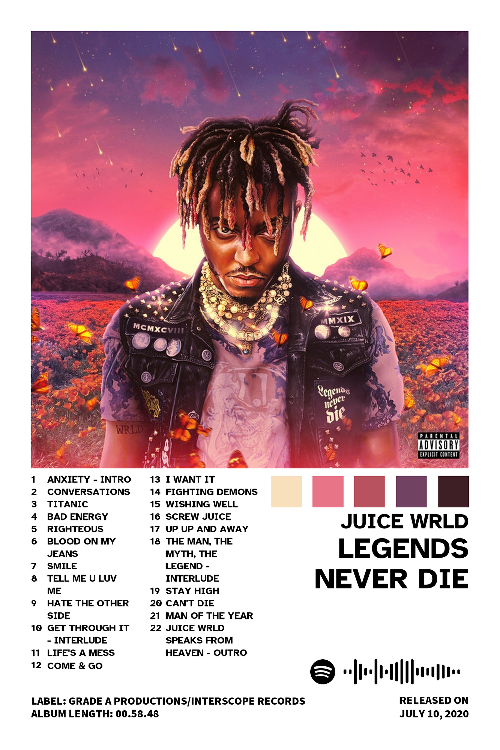 MCMXCVIII
MMXIX
Legends
never
die
WRLD
PARENTAL
ADVISORY
EXPLICIT CONTENT
1 ANXIETY - INTRO
2 CONVERSATIONS
3 TITANIC
4 BAD ENERGY
5 RIGHTEOUS
6 BLOOD ON MY
JEANS
7 SMILE
8 TELL ME U LUV
ME
9 HATE THE OTHER
SIDE
10 GET THROUGH IT
- INTERLUDE
11 LIFE'S A MESS
12 COME & GO
13 I WANT IT
14 FIGHTING DEMONS
15 WISHING WELL
16 SCREW JUICE
17 UP UP AND AWAY
18 THE MAN, THE
MYTH, THE
LEGEND -
INTERLUDE
19 STAY HIGH
20 CAN'T DIE
21 MAN OF THE YEAR
22 JUICE WRLD
SPEAKS FROM
HEAVEN - OUTRO
JUICE WRLD
LEGENDS
NEVER DIE
LABEL: GRADE A PRODUCTIONS/INTERSCOPE RECORDS
ALBUM LENGTH: 00.58.48
RELEASED ON
JULY 10, 2020